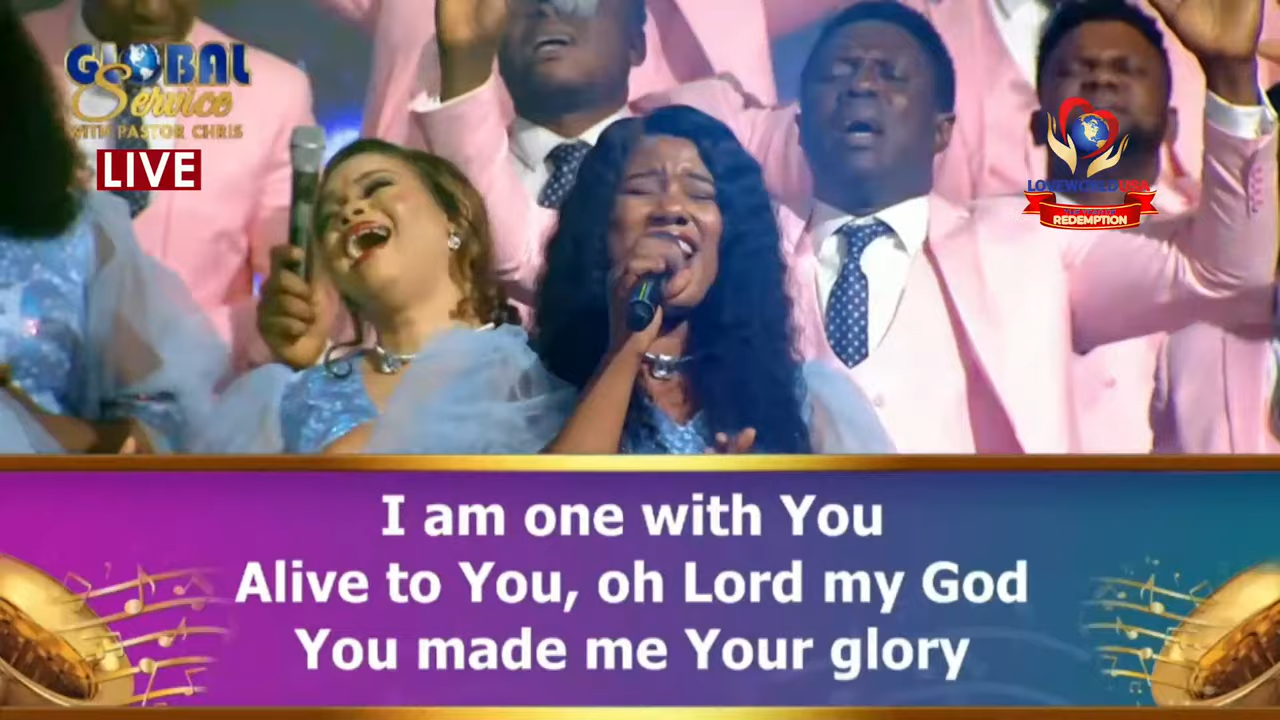 GLOBAL
Service
WITH PASTOR CHRIS
LIVE
LOVEWORLD USA
REDEMPTION
I am one with You
Alive to You, oh Lord my God
You made me Your glory